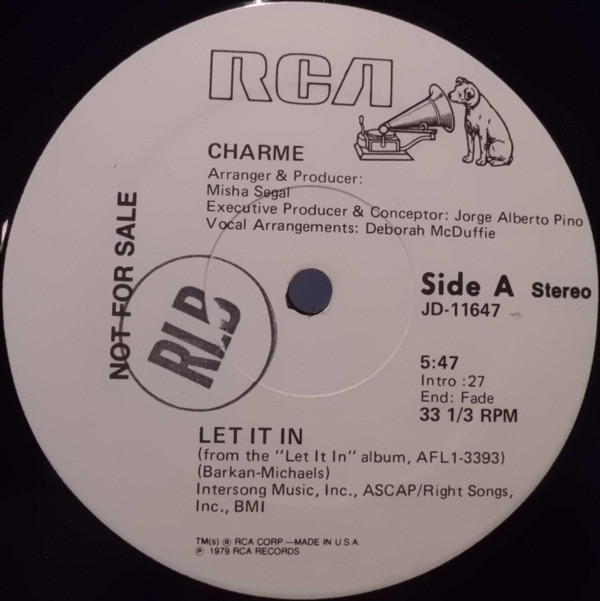 RCA
CHARME
Arranger & Producer:
Misha Segal
Executive Producer & Conceptor: Jorge Alberto Pino
Vocal Arrangements: Deborah McDuffie
NOT FOR SALE
RLB
Side A Stereo
JD-11647
5:47
Intro :27
End: Fade
33 1/3 RPM
LET IT IN
(from the "Let It In" album, AFL1-3393)
(Barkan-Michaels)
Intersong Music, Inc., ASCAP/Right Songs,
Inc., BMI
TM(s) ® RCA CORP—MADE IN U.S.A.
℗ 1979 RCA RECORDS